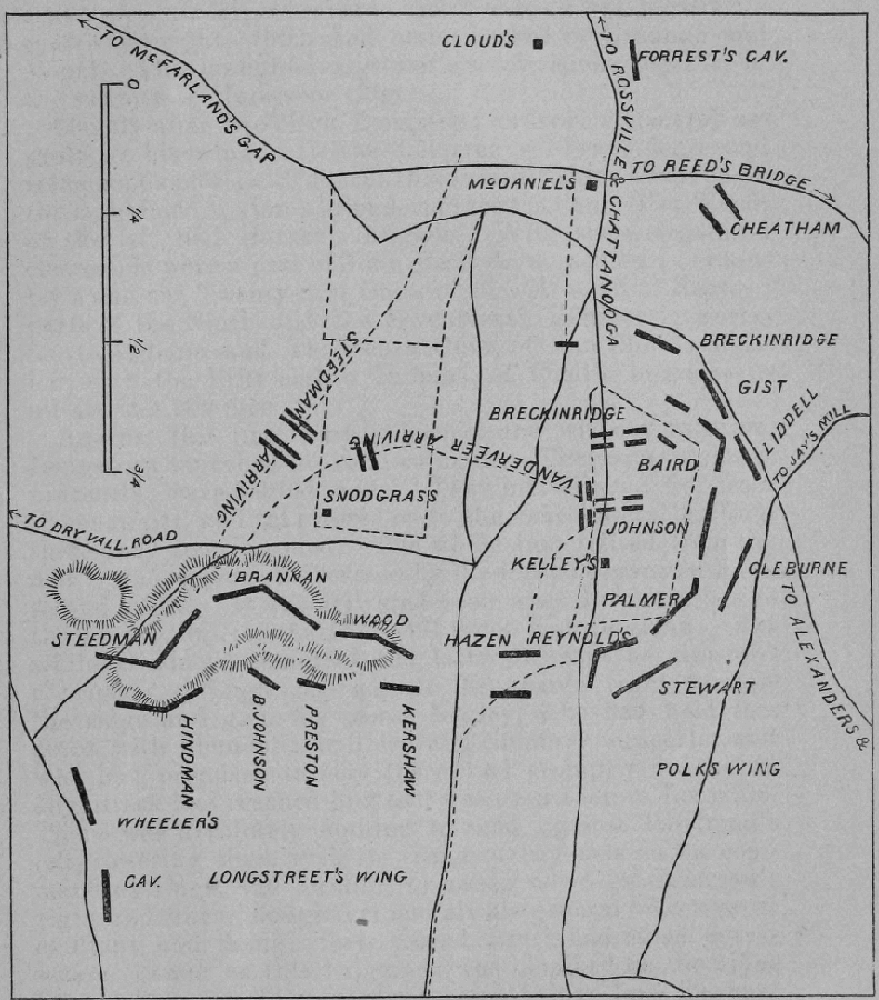 CLOUD'S
FORREST'S CAV.
TO McFARLAND'S GAP
TO ROSSVILLE & CHATTANOOGA
0
1/4
1/2
3/4
McDANIEL'S
TO REED'S BRIDGE
CHEATHAM
BRECKINRIDGE
GIST
LIDDELL
TO JAY'S MILL
STEEDMAN ARRIVING
BRECKINRIDGE
VANDERVEER ARRIVING
BAIRD
SNODGRASS
JOHNSON
TO DRY VALL. ROAD
KELLEY'S
CLEBURNE
BRANNAN
PALMER
TO ALEXANDERS &
STEEDMAN
WOOD
HAZEN
REYNOLD'S
STEWART
HINDMAN
B. JOHNSON
PRESTON
KERSHAW
POLKS WING
WHEELER'S
CAV.
LONGSTREET'S WING